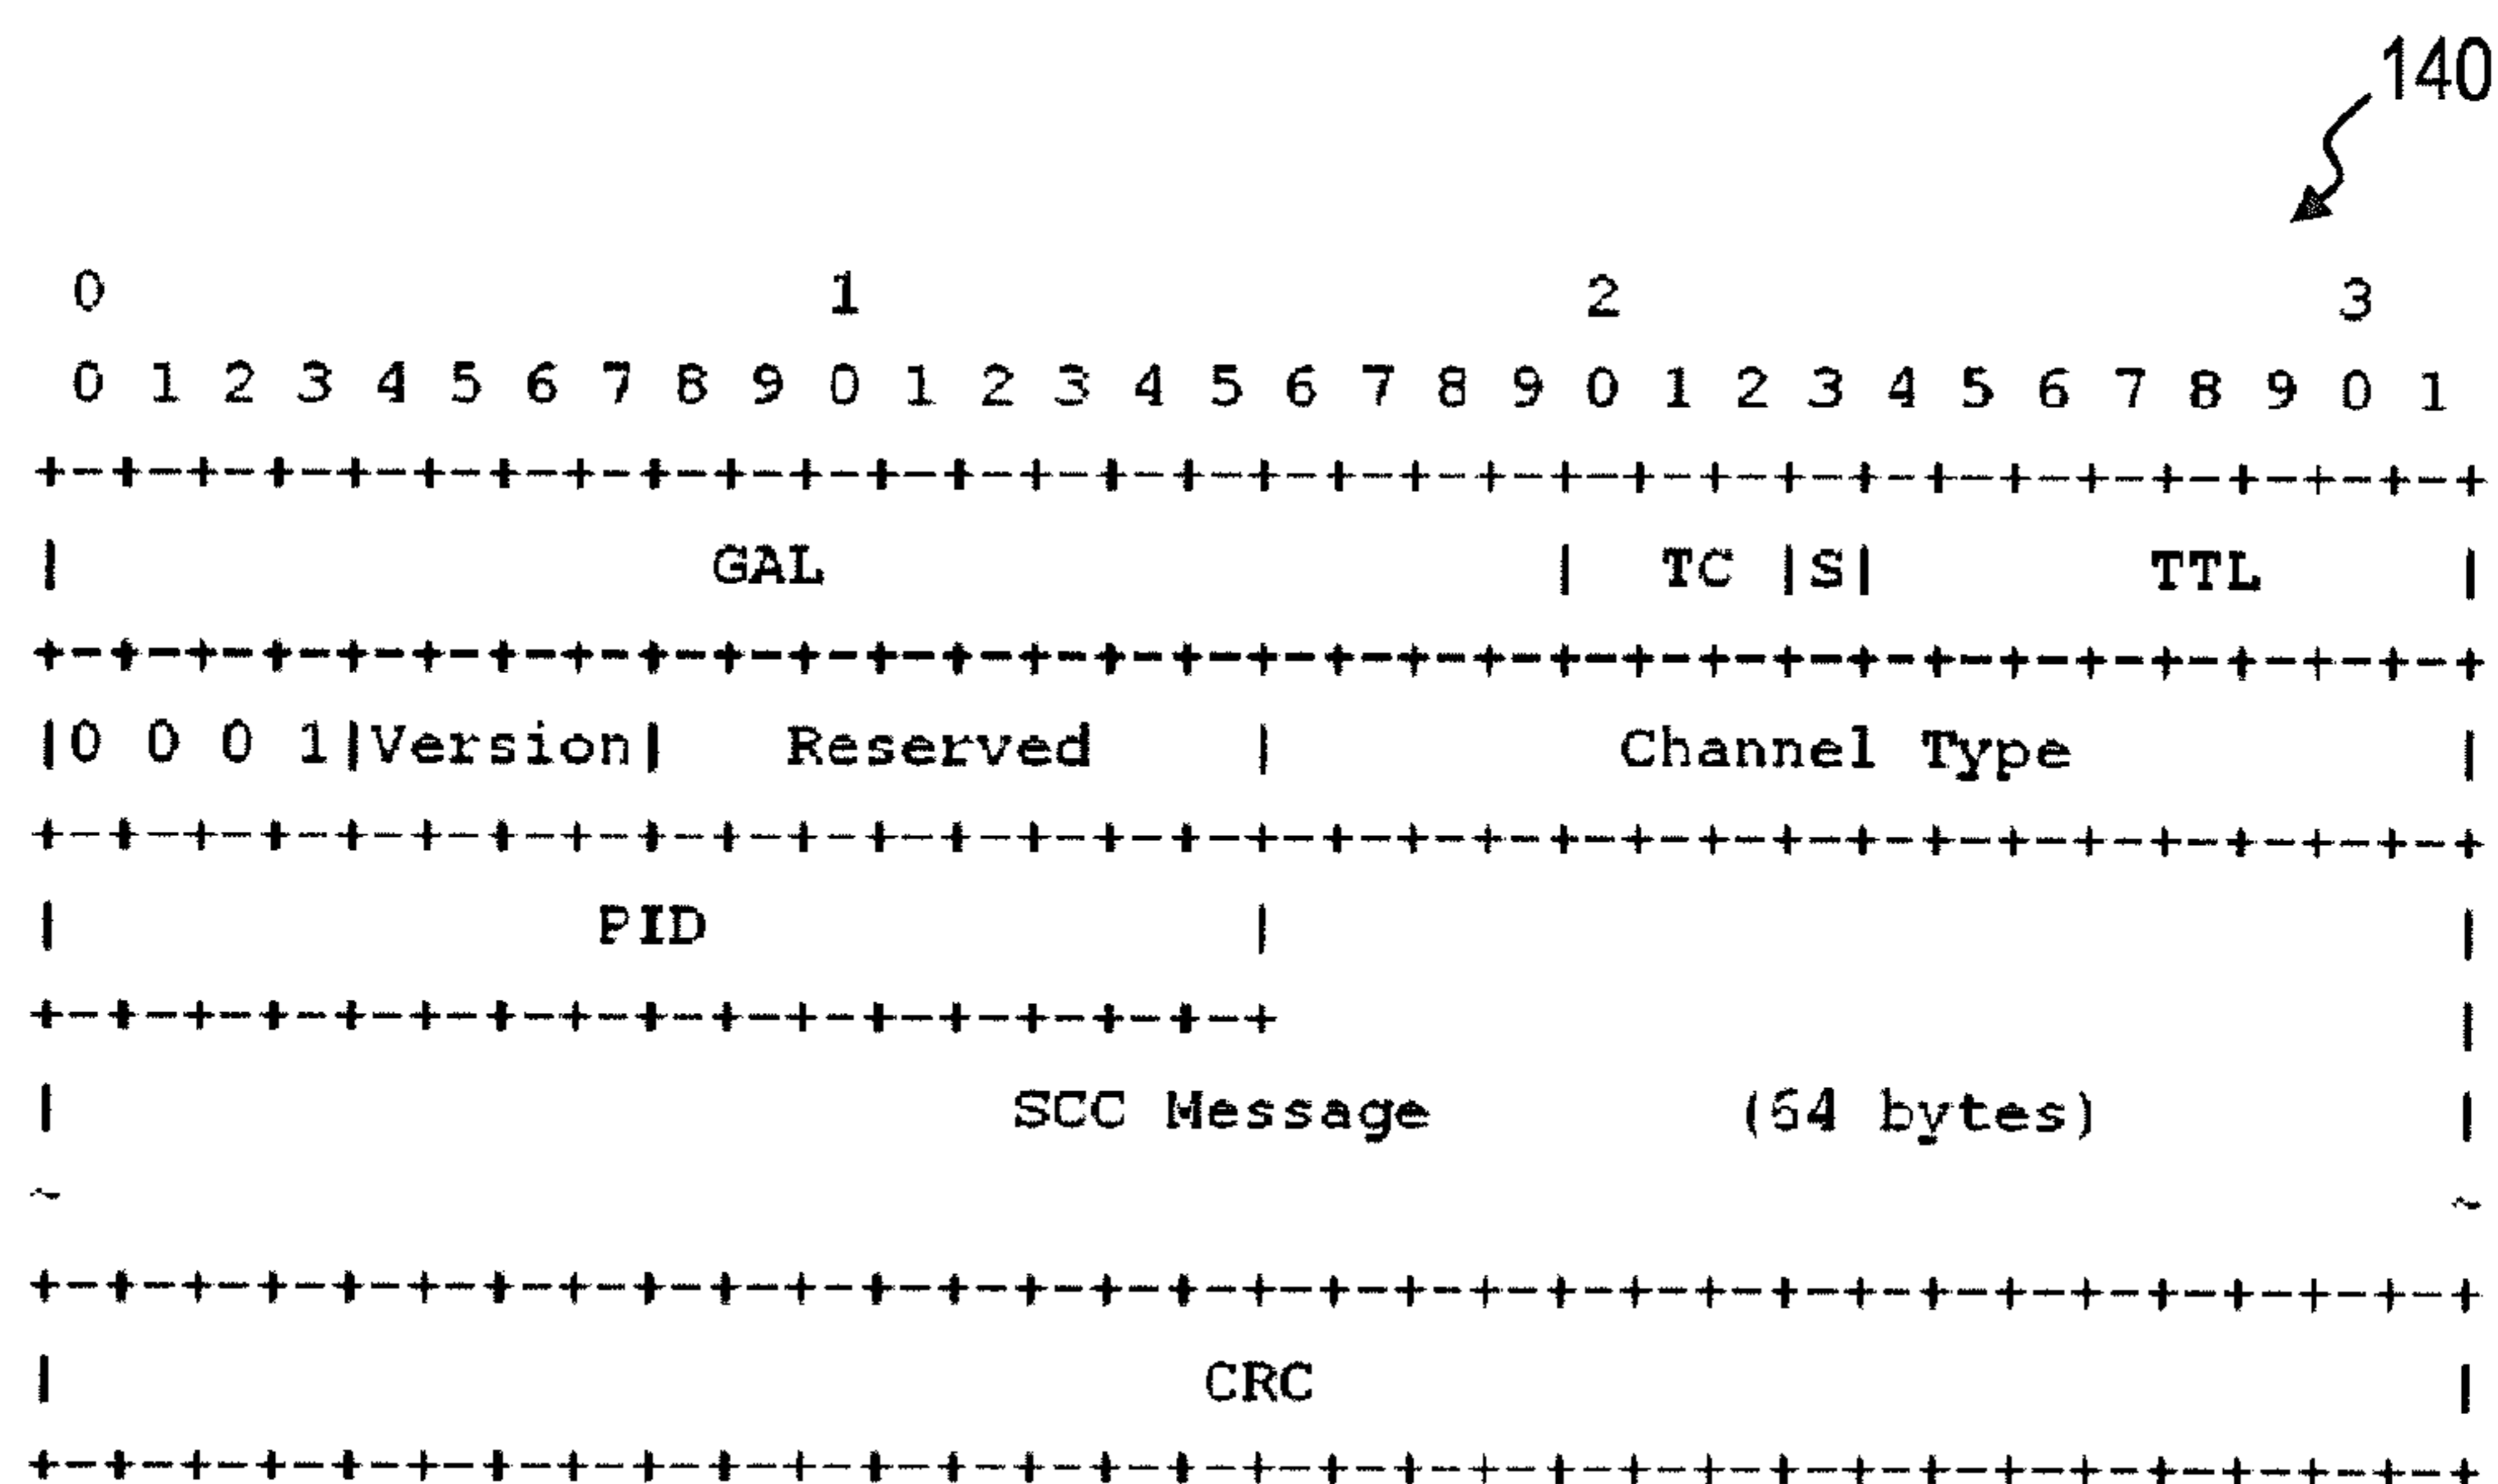 140
0 1 2 3
0 1 2 3 4 5 6 7 8 9 0 1 2 3 4 5 6 7 8 9 0 1 2 3 4 5 6 7 8 9 0 1
+-+-+-+-+-+-+-+-+-+-+-+-+-+-+-+-+-+-+-+-+-+-+-+-+-+-+-+-+-+-+-+-+
| GAL | TC |S| TTL |
+-+-+-+-+-+-+-+-+-+-+-+-+-+-+-+-+-+-+-+-+-+-+-+-+-+-+-+-+-+-+-+-+
|0 0 0 1|Version| Reserved | Channel Type |
+-+-+-+-+-+-+-+-+-+-+-+-+-+-+-+-+-+-+-+-+-+-+-+-+-+-+-+-+-+-+-+-+
| PID | |
+-+-+-+-+-+-+-+-+-+-+-+-+-+-+-+-+ |
| SCC Message (64 bytes) |
~ ~
+-+-+-+-+-+-+-+-+-+-+-+-+-+-+-+-+-+-+-+-+-+-+-+-+-+-+-+-+-+-+-+-+
| CRC |
+-+-+-+-+-+-+-+-+-+-+-+-+-+-+-+-+-+-+-+-+-+-+-+-+-+-+-+-+-+-+-+-+